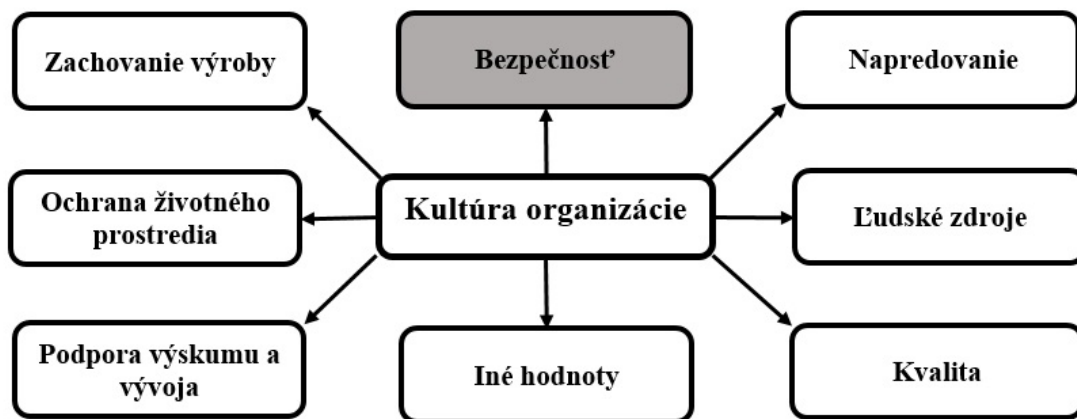 Zachovanie výroby
Bezpečnosť
Napredovanie
Ochrana životného
prostredia
Kultúra organizácie
Ľudské zdroje
Podpora výskumu a
vývoja
Iné hodnoty
Kvalita